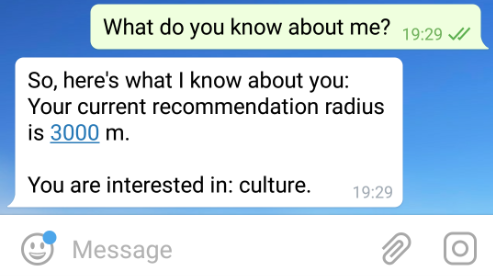 What do you know about me? 19:29
So, here's what I know about you:
Your current recommendation radius
is 3000 m.
You are interested in: culture. 19:29
Message